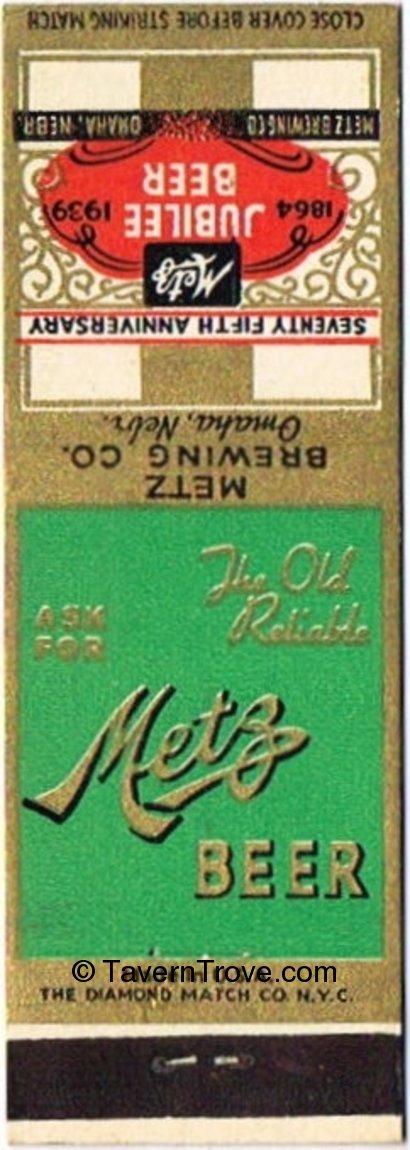 CLOSE COVER BEFORE STRIKING MATCH
METZ BREWING CO. OMAHA, NEBR.
JUBILEE
BEER
1864 1939
Metz
SEVENTY FIFTH ANNIVERSARY
METZ
BREWING CO.
Omaha, Nebr.
The Old
Reliable
ASK
FOR
Metz
BEER
© TavernTrove.com
THE DIAMOND MATCH CO. N.Y.C.